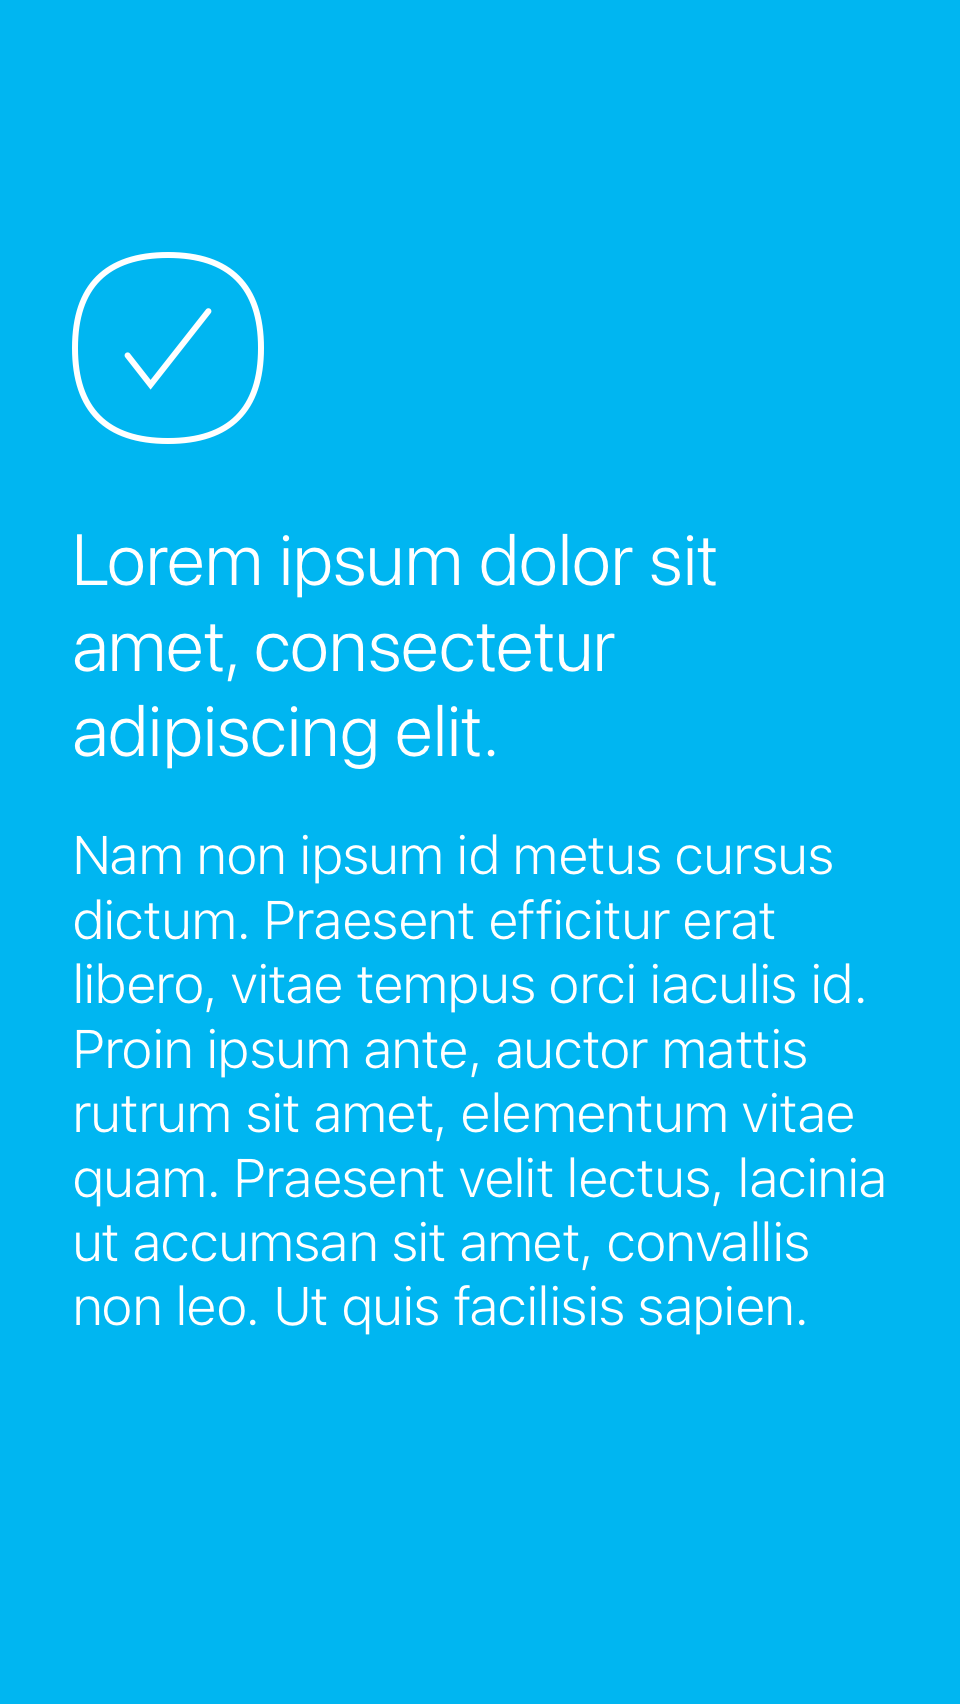 Lorem ipsum dolor sit
amet, consectetur
adipiscing elit.
Nam non ipsum id metus cursus
dictum. Praesent efficitur erat
libero, vitae tempus orci iaculis id.
Proin ipsum ante, auctor mattis
rutrum sit amet, elementum vitae
quam. Praesent velit lectus, lacinia
ut accumsan sit amet, convallis
non leo. Ut quis facilisis sapien.